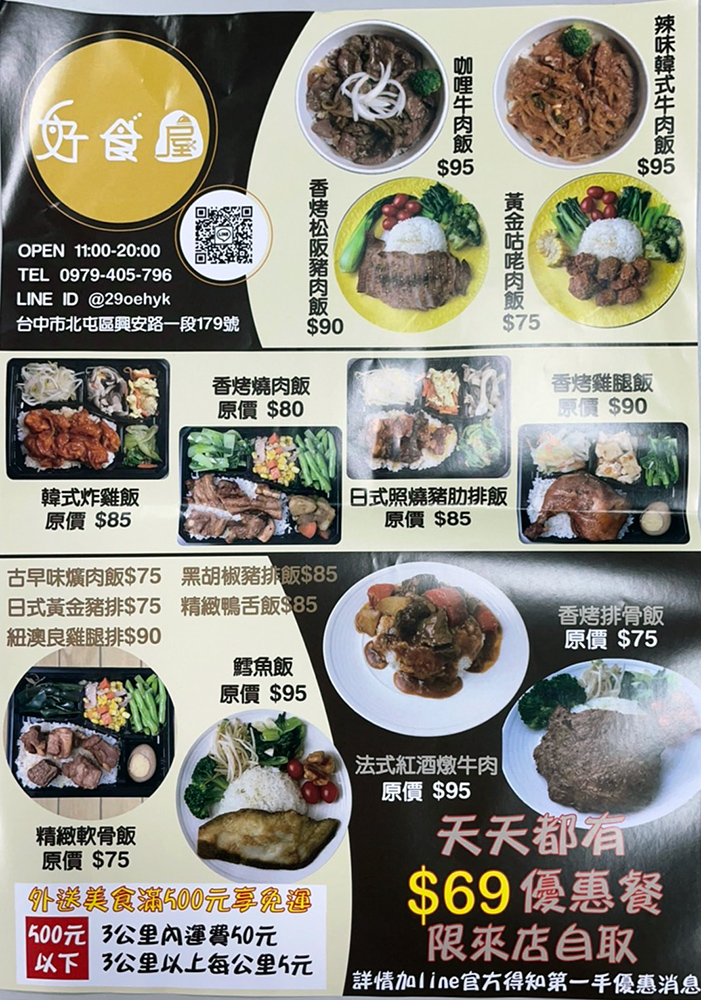 好食屋
OPEN 11:00-20:00
TEL 0979-405-796
LINE ID @29oehyk
台中市北屯區興安路一段179號
咖哩牛肉飯
$95
辣味韓式牛肉飯
$95
香烤松阪豬肉飯
$90
黃金咕咾肉飯
$75
韓式炸雞飯
原價 $85
香烤燒肉飯
原價 $80
日式照燒豬肋排飯
原價 $85
香烤雞腿飯
原價 $90
古早味爌肉飯$75
日式黃金豬排$75
紐澳良雞腿排$90
黑胡椒豬排飯$85
精緻鴨舌飯$85
精緻軟骨飯
原價 $75
鱈魚飯
原價 $95
法式紅酒燉牛肉
原價 $95
香烤排骨飯
原價 $75
外送美食滿500元享免運
500元
以下
3公里內運費50元
3公里以上每公里5元
天天都有
$69優惠餐
限來店自取
詳情加line官方得知第一手優惠消息